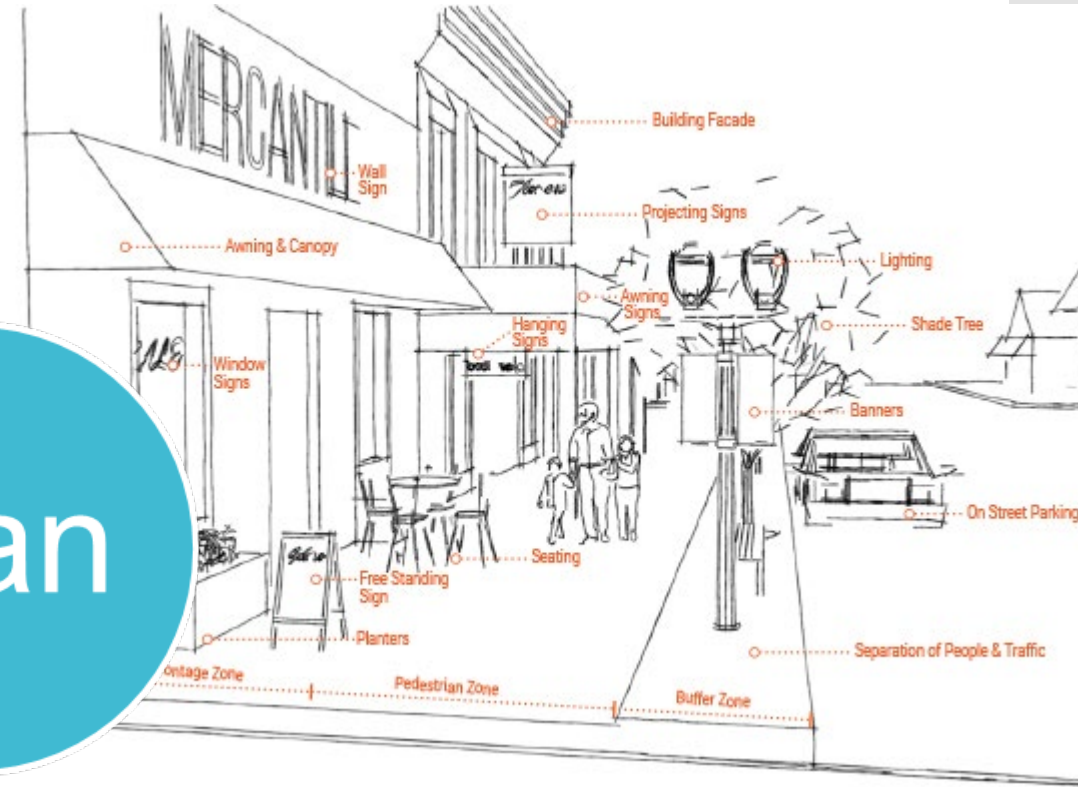 MERCANTIL
Building Facade
Wall
Sign
Projecting Signs
Awning & Canopy
Lighting
Awning
Signs
Hanging
Signs
Shade Tree
Window
Signs
Banners
On Street Parking
an
Seating
Free Standing
Sign
Planters
Separation of People & Traffic
ontage Zone
Pedestrian Zone
Buffer Zone